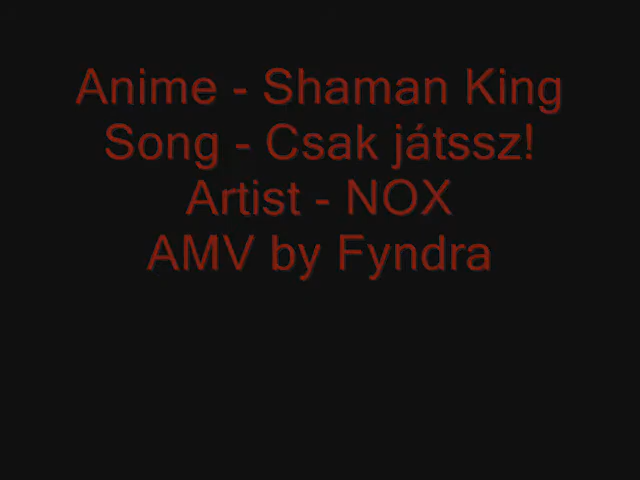 Anime - Shaman King
Song - Csak játssz!
Artist - NOX
AMV by Fyndra